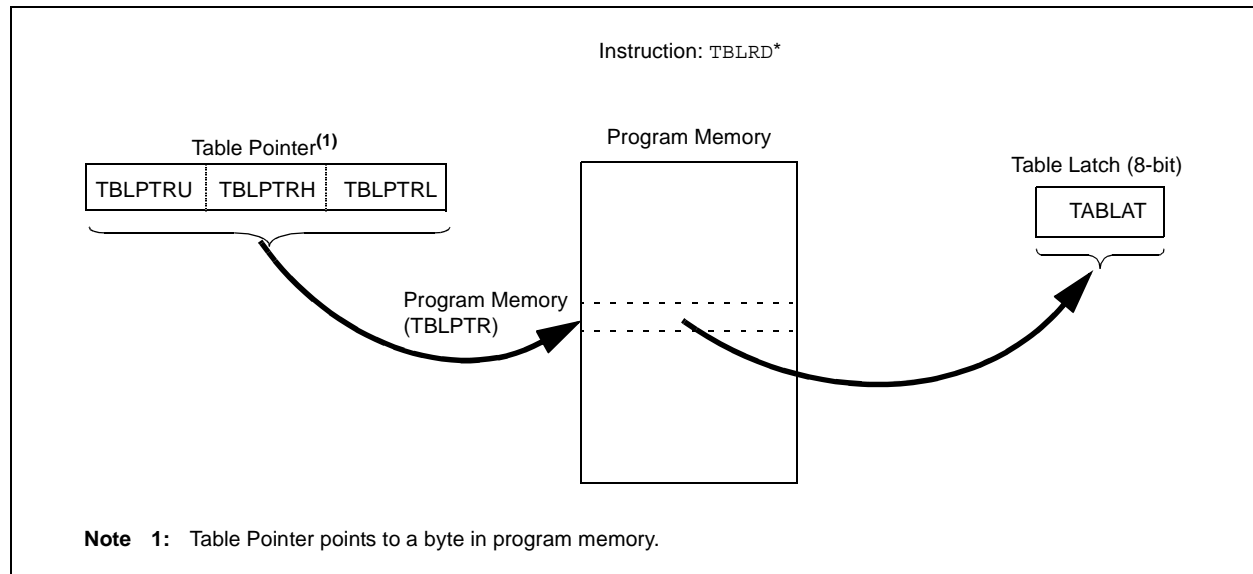 Instruction: TBLRD*
Table Pointer(1)
TBLPTRU TBLPTRH TBLPTRL
Program Memory
Table Latch (8-bit)
TABLAT
Program Memory
(TBLPTR)
Note 1: Table Pointer points to a byte in program memory.